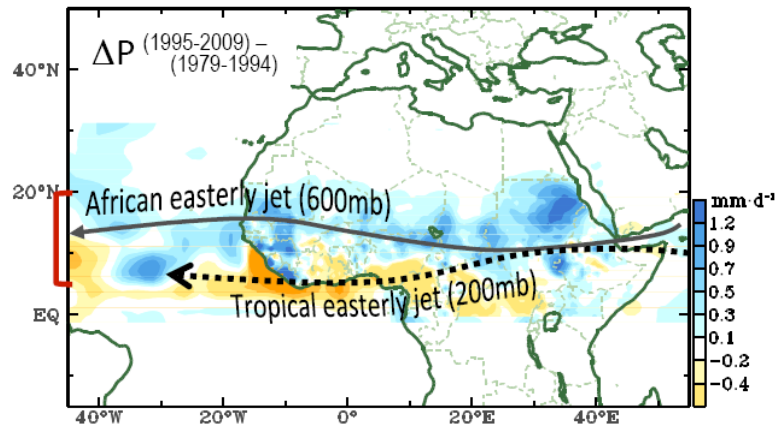 ΔP (1995-2009) –
(1979-1994)
40°N
20°N
EQ
African easterly jet (600mb)
Tropical easterly jet (200mb)
mm d⁻¹
1.2
0.9
0.7
0.5
0.3
0.1
-0.2
-0.4
40°W
20°W
0°
20°E
40°E